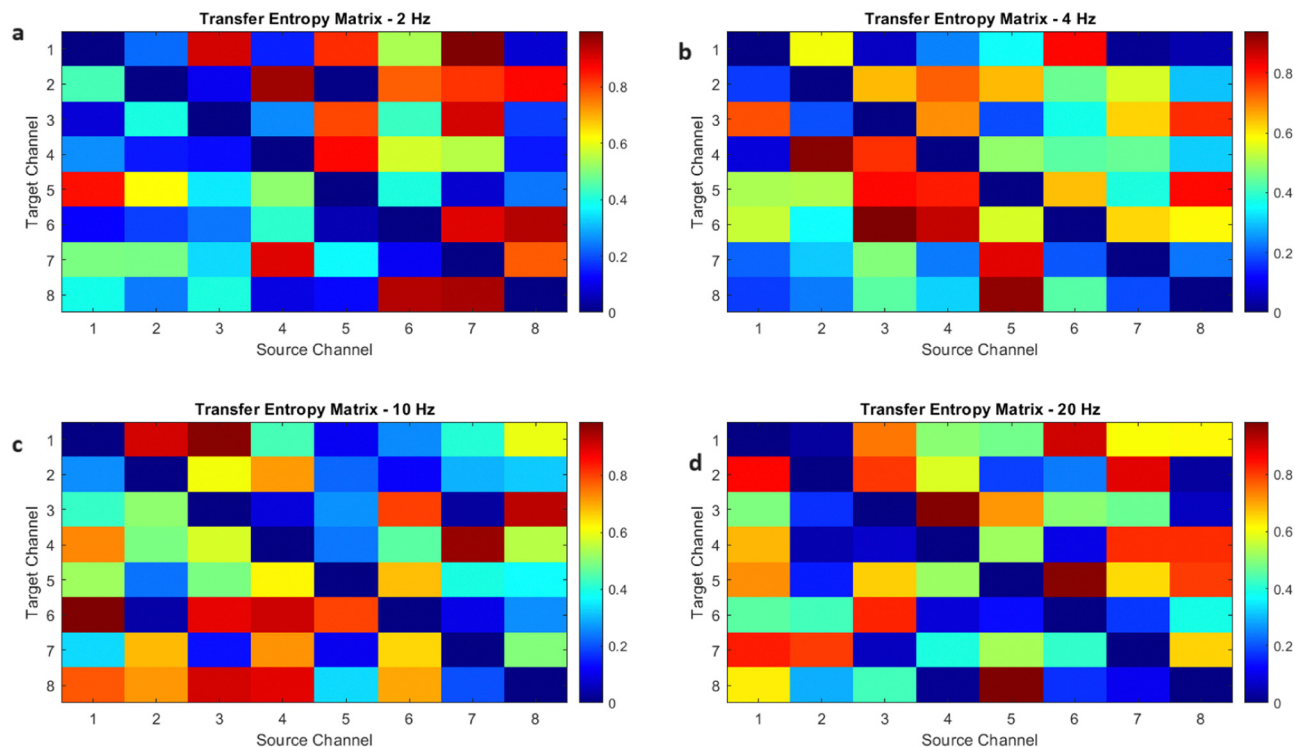 a
Transfer Entropy Matrix - 2 Hz
Target Channel
1
2
3
4
5
6
7
8
1 2 3 4 5 6 7 8
Source Channel
0.8
0.6
0.4
0.2
0
b
Transfer Entropy Matrix - 4 Hz
Target Channel
1
2
3
4
5
6
7
8
1 2 3 4 5 6 7 8
Source Channel
0.8
0.6
0.4
0.2
0
c
Transfer Entropy Matrix - 10 Hz
Target Channel
1
2
3
4
5
6
7
8
1 2 3 4 5 6 7 8
Source Channel
0.8
0.6
0.4
0.2
0
d
Transfer Entropy Matrix - 20 Hz
Target Channel
1
2
3
4
5
6
7
8
1 2 3 4 5 6 7 8
Source Channel
0.8
0.6
0.4
0.2
0